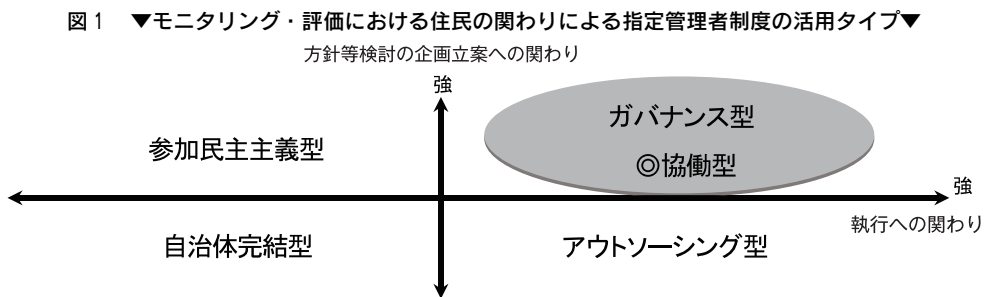 図1 ▼モニタリング・評価における住民の関わりによる指定管理者制度の活用タイプ▼
方針等検討の企画立案への関わり
強
ガバナンス型
参加民主主義型
◎協働型
強
執行への関わり
自治体完結型
アウトソーシング型